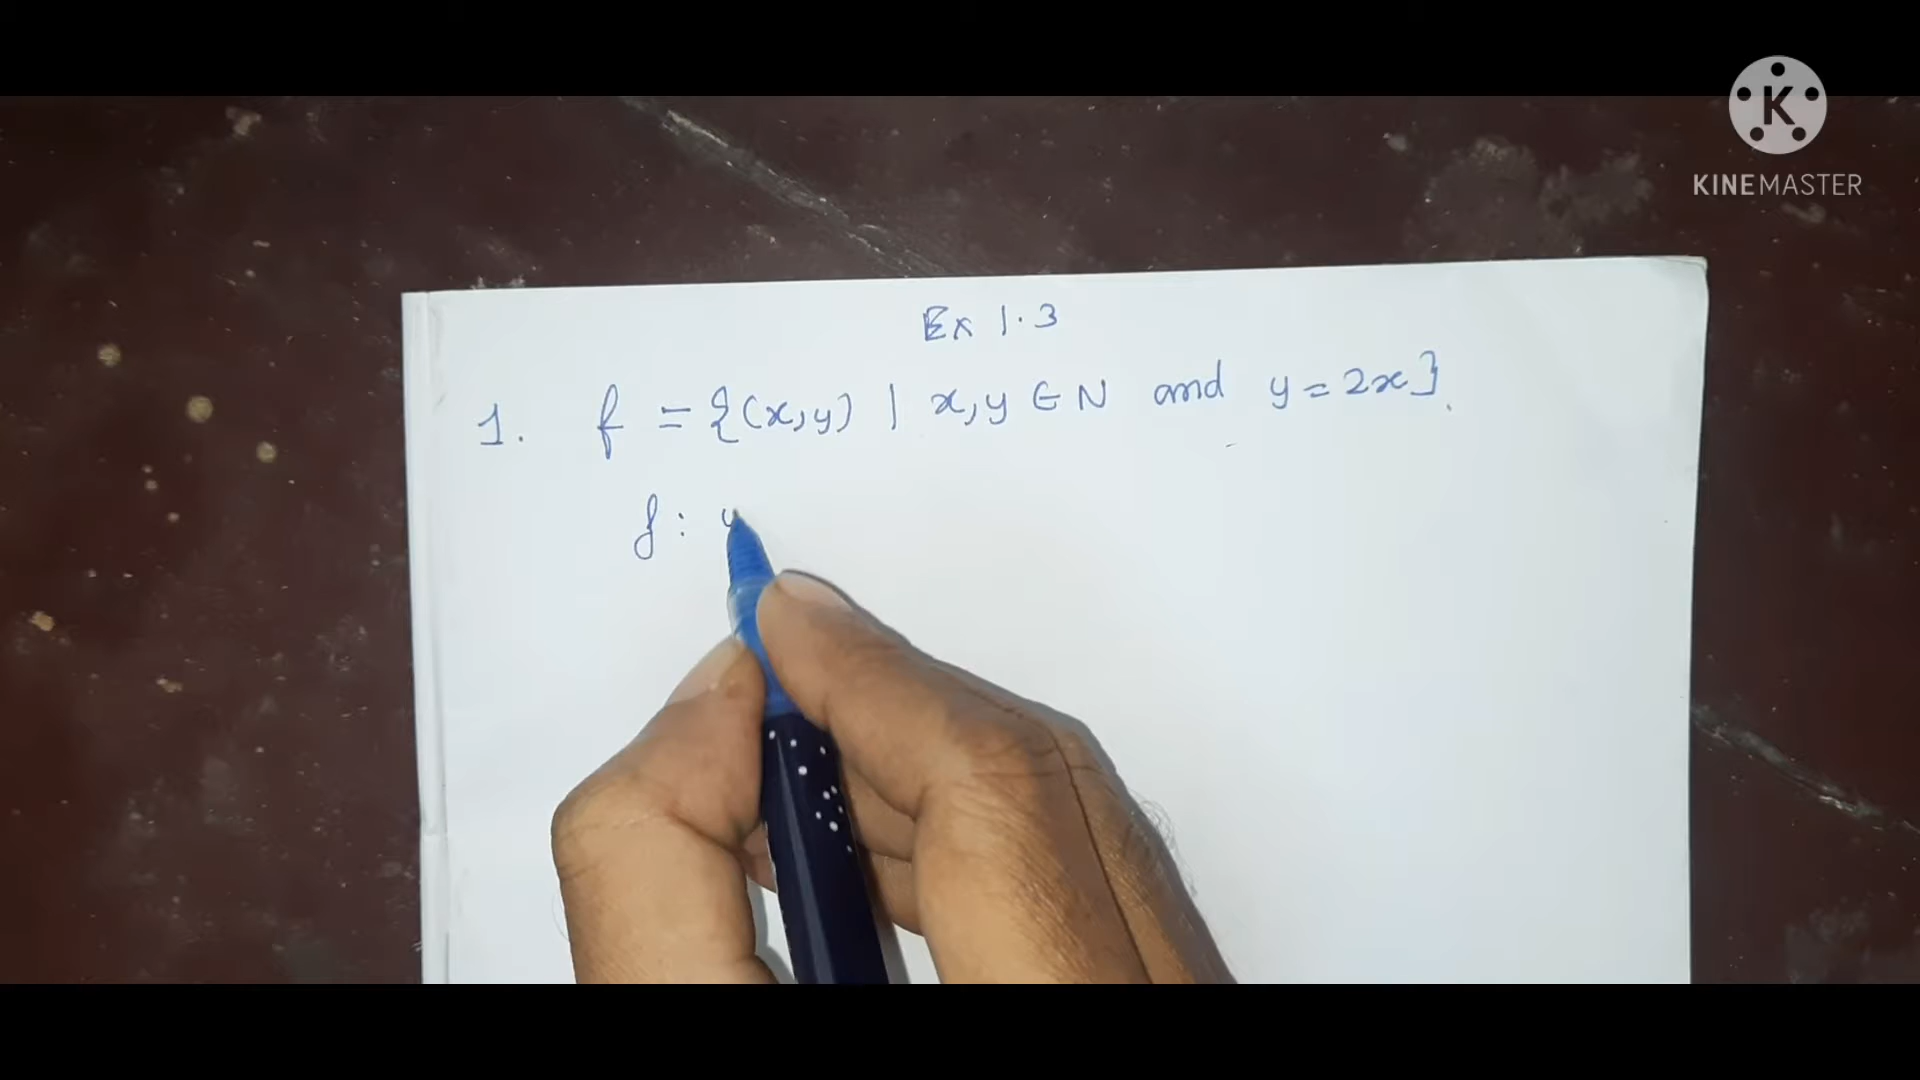 K
KINEMASTER
Ex 1.3
1. f = {(x,y) | x,y ∈ N and y = 2x}.
f :